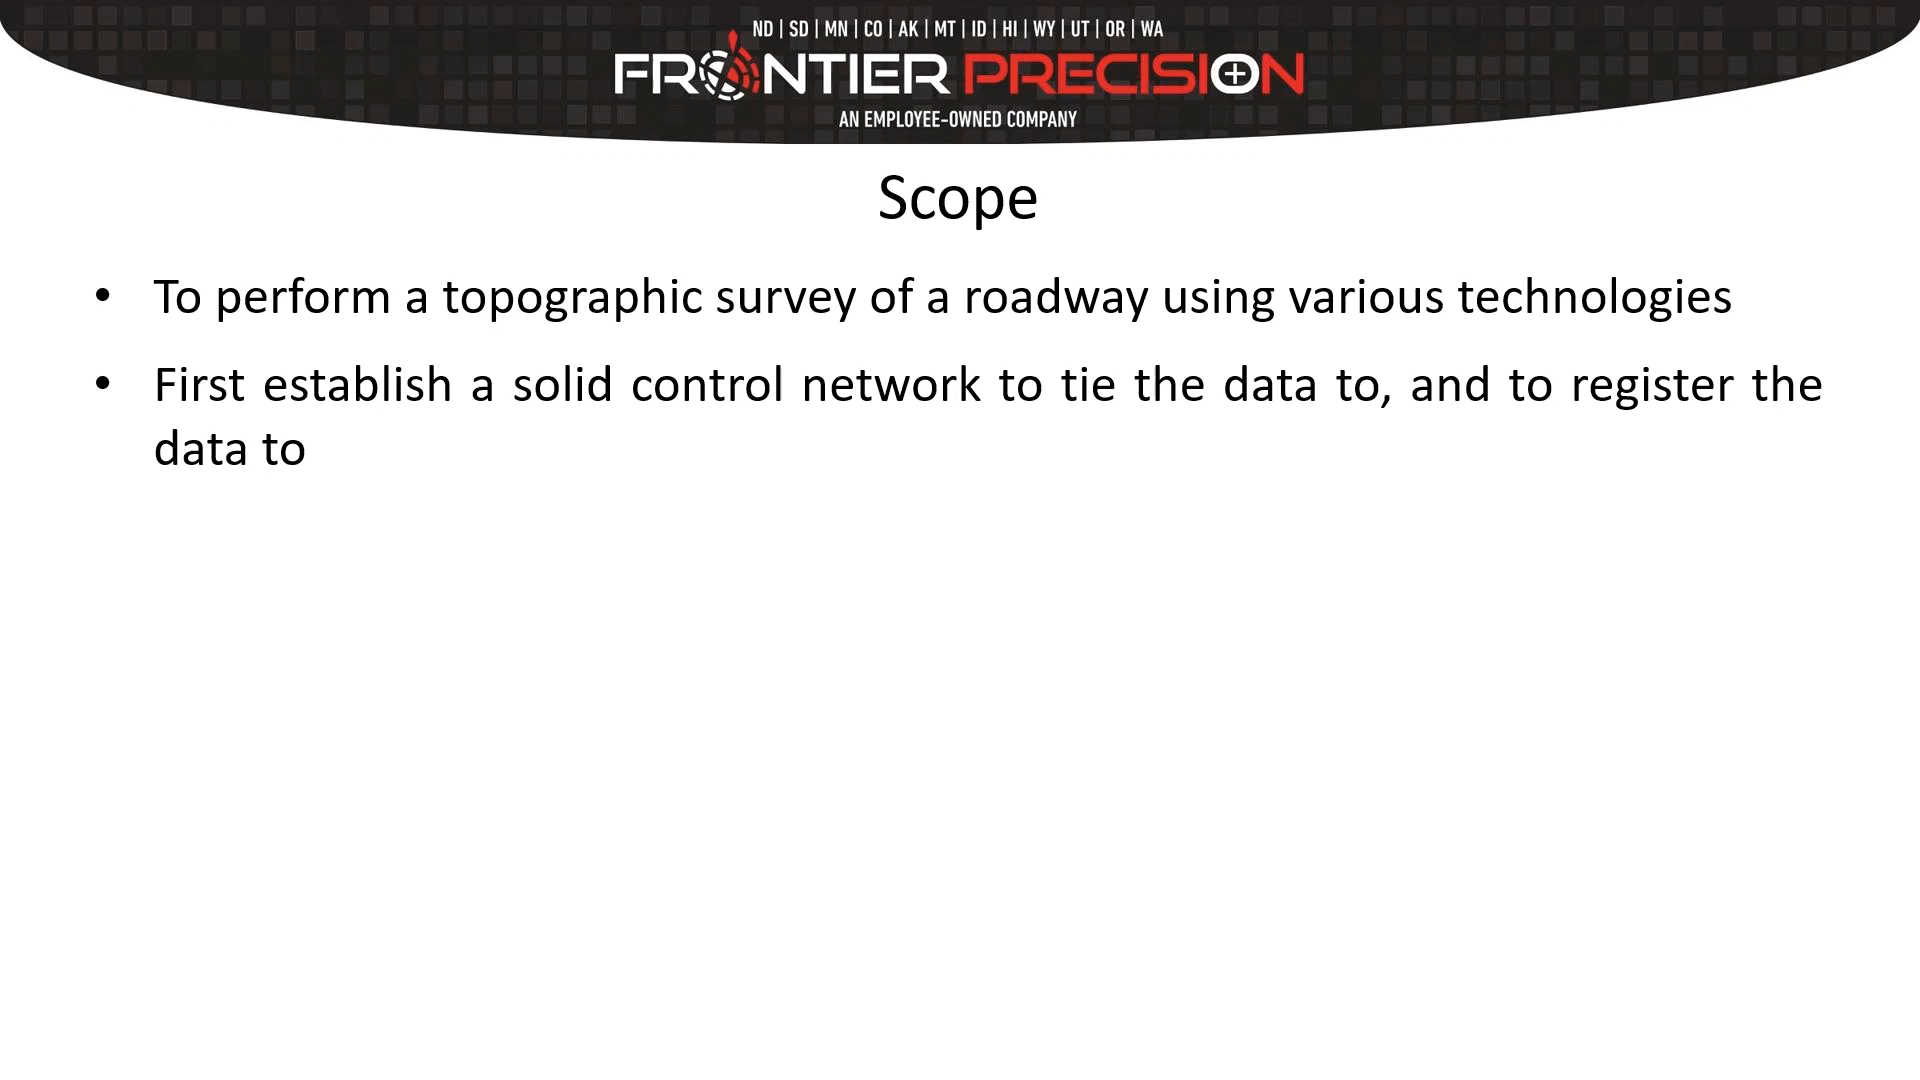 ND | SD | MN | CO | AK | MT | ID | HI | WY | UT | OR | WA
FRONTIER PRECISION
AN EMPLOYEE-OWNED COMPANY
Scope
• To perform a topographic survey of a roadway using various technologies
• First establish a solid control network to tie the data to, and to register the
data to